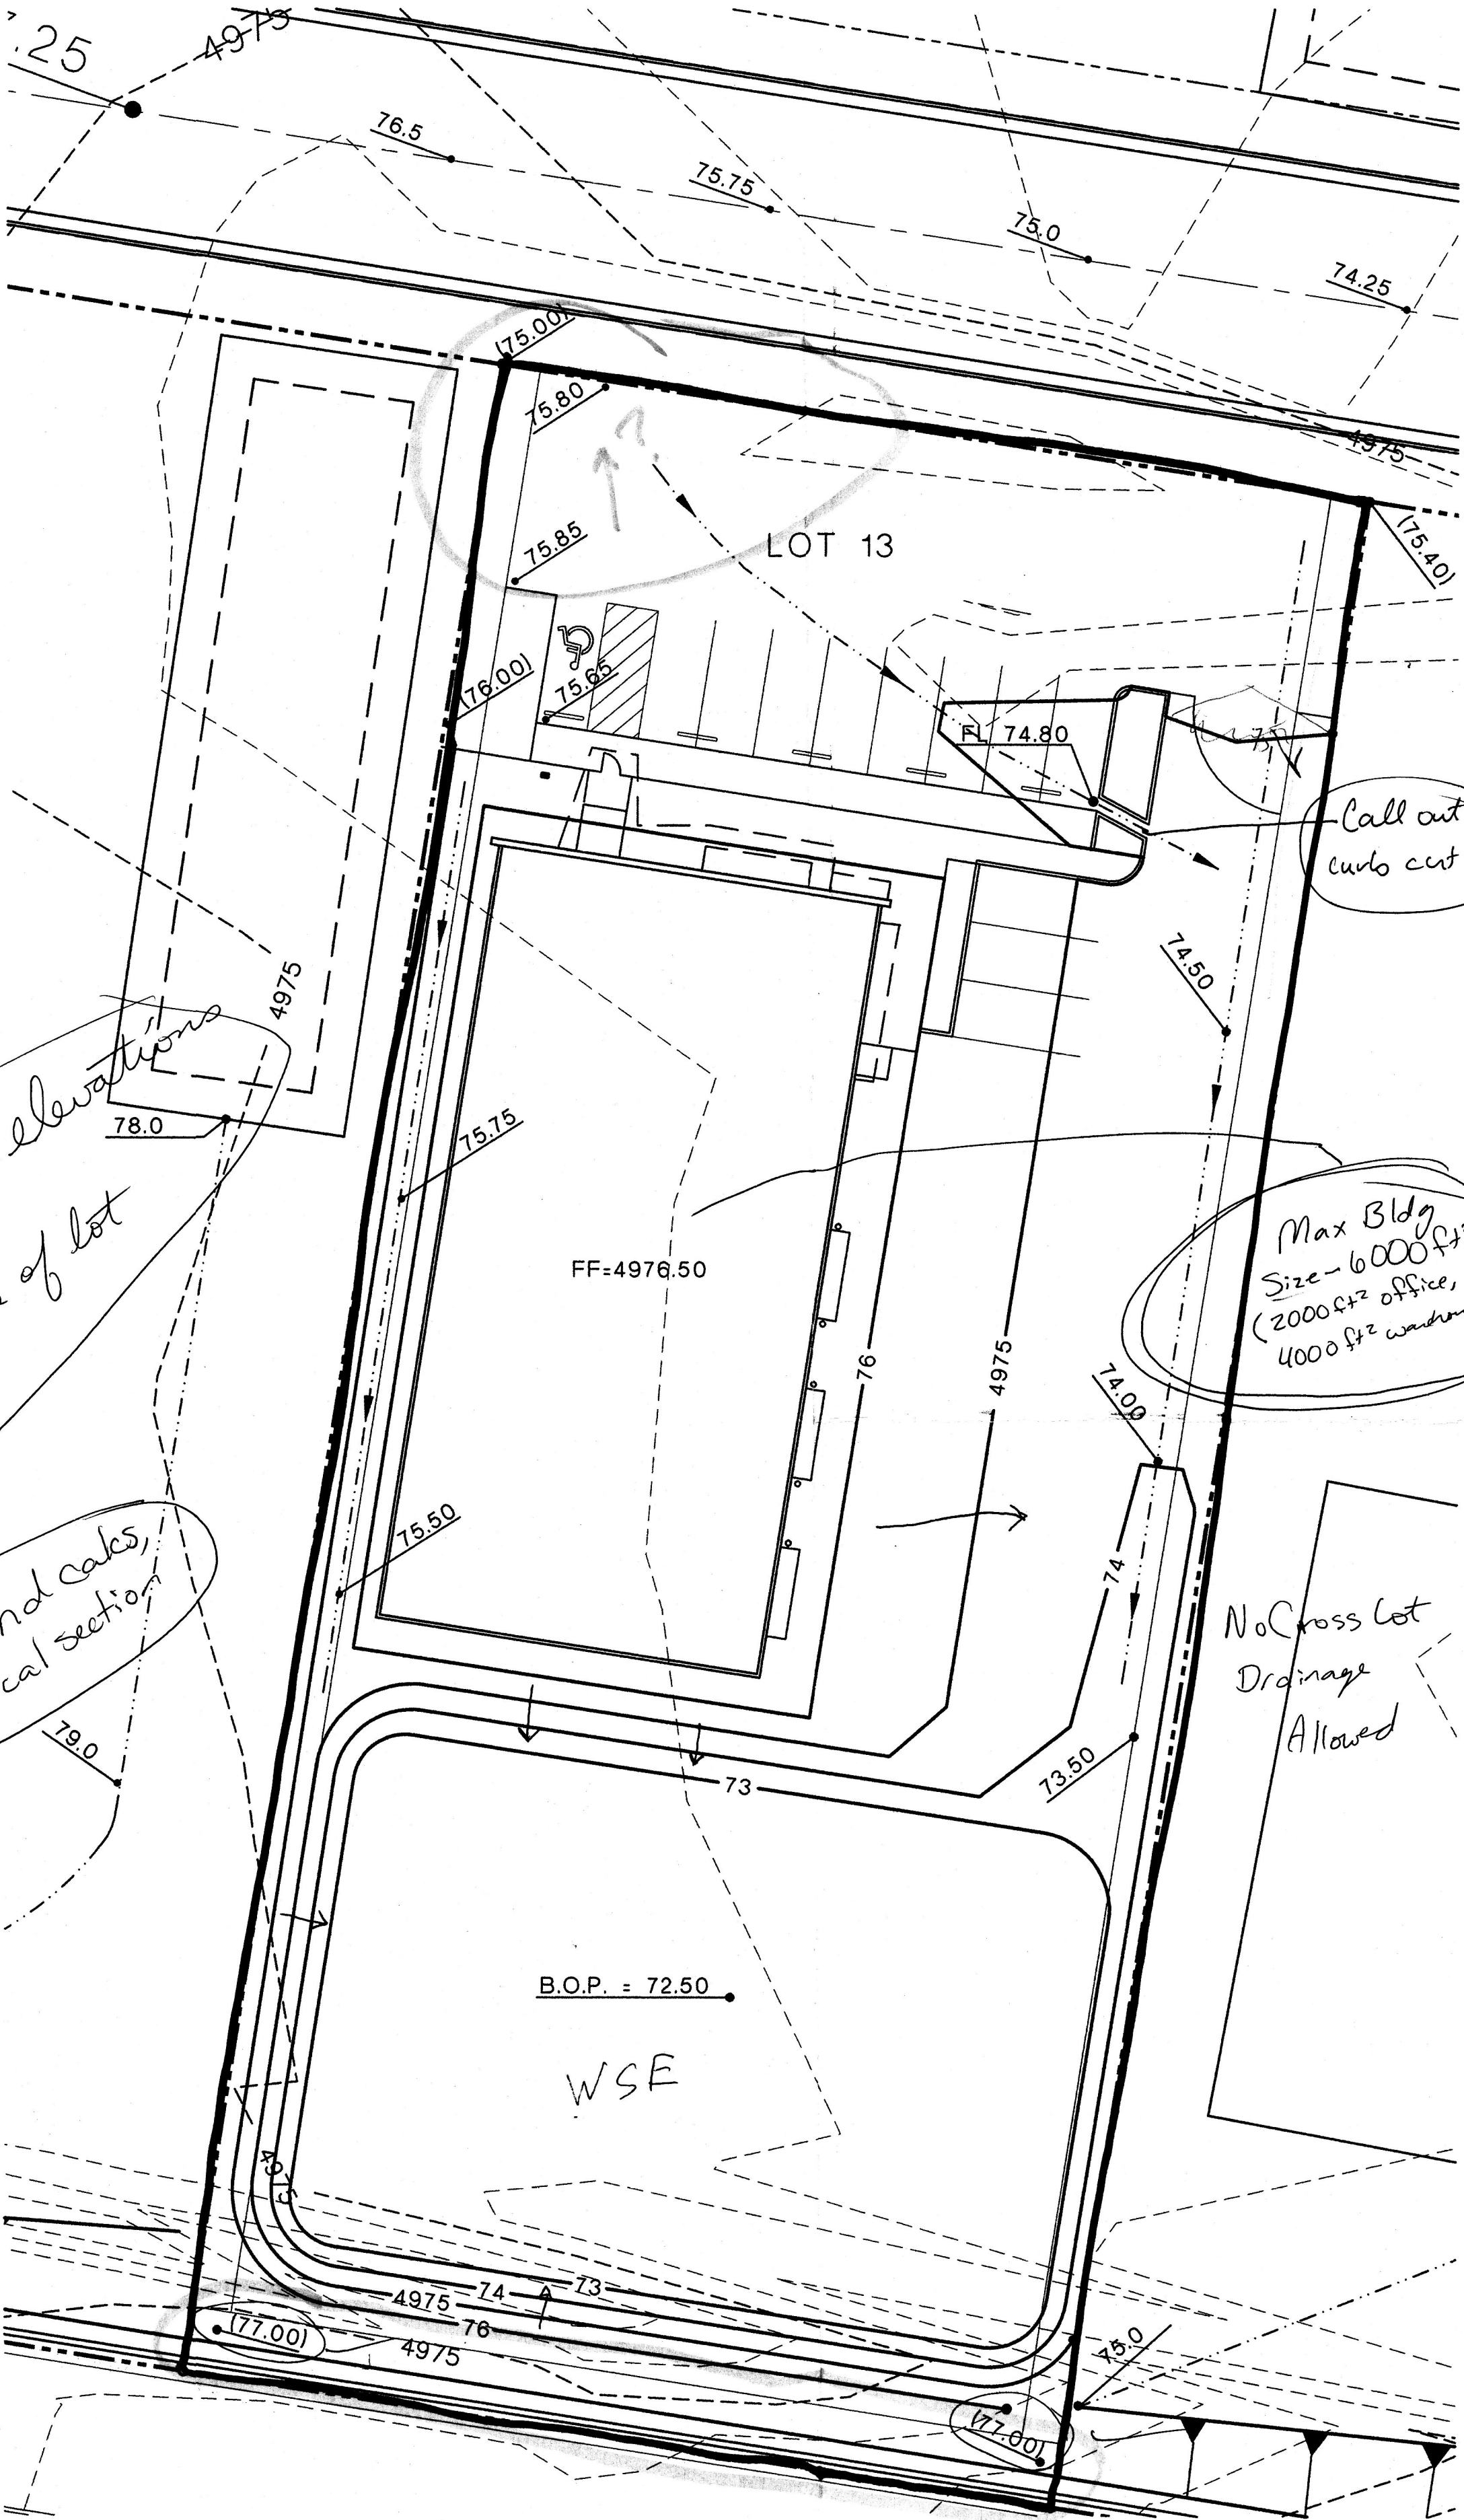 .25
4975
76.5
75.75
75.0
74.25
(75.00)
75.80
?
4975
(75.40)
75.85
LOT 13
(76.00)
75.65
FL 74.80
Call out
curb cut
74.50
4975
elevations
78.0
of lot
75.75
Max Bldg
Size ~ 6000 ft²
(2000 ft² office,
4000 ft²
FF=4976.50
76
4975
74.00
75.50
74
nd calcs,
cal section
No Cross Lot
Drainage
Allowed
79.0
73.50
73
B.O.P. = 72.50
WSE
4975
74
73
4975
76
(77.00)
4975
75.0
(77.00)